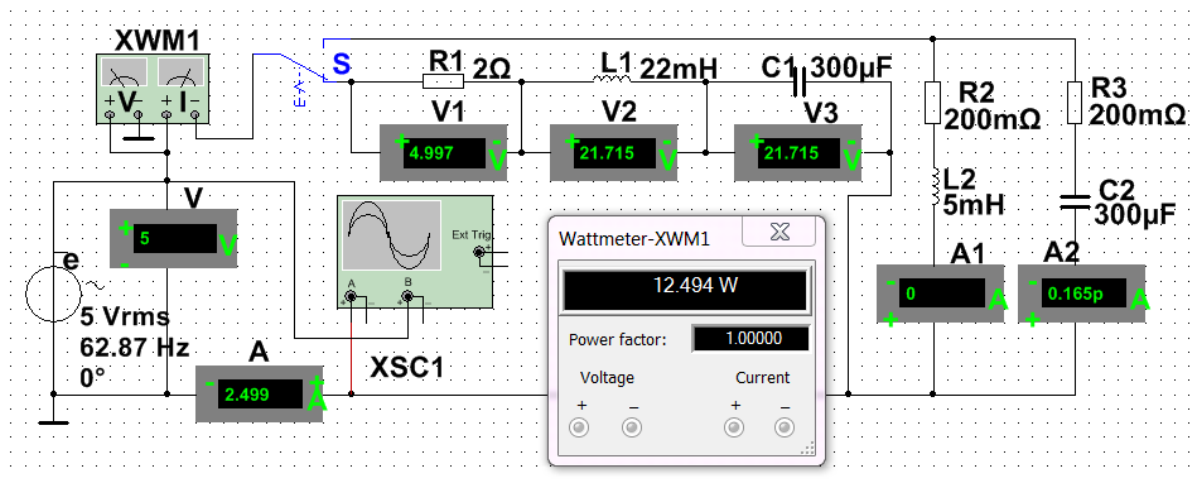 XWM1
+ V - + I -
S
R1 2Ω
L1 22mH
C1 300µF
V1
+ 4.997 - V
V2
+ 21.715 - V
V3
+ 21.715 - V
R2
200mΩ
R3
200mΩ
L2
5mH
C2
300µF
V
+ 5 V
-
Ext Trig
+
-
A B
+ - + -
XSC1
e
5 Vrms
62.87 Hz
0°
A
- 2.499 + A
Wattmeter-XWM1
X
12.494 W
Power factor: 1.00000
Voltage Current
+ - + -
A1
- 0 A
+
A2
- 0.165p A
+